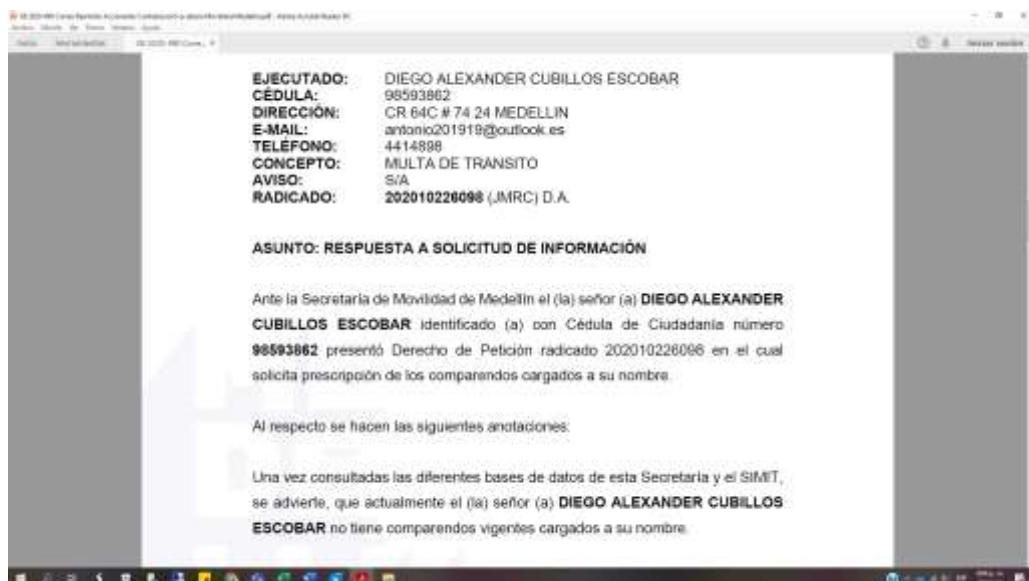 EJECUTADO: DIEGO ALEXANDER CUBILLOS ESCOBAR
CÉDULA: 98593862
DIRECCIÓN: CR 64C # 74 24 MEDELLIN
E-MAIL: antonio201919@outlook.es
TELÉFONO: 4414898
CONCEPTO: MULTA DE TRANSITO
AVISO: S/A
RADICADO: 202010226098 (JMRC) D.A.
ASUNTO: RESPUESTA A SOLICITUD DE INFORMACIÓN
Ante la Secretaría de Movilidad de Medellín el (la) señor (a) DIEGO ALEXANDER
CUBILLOS ESCOBAR identificado (a) con Cédula de Ciudadanía número
98593862 presentó Derecho de Petición radicado 202010226098 en el cual
solicita prescripción de los comparendos cargados a su nombre.
Al respecto se hacen las siguientes anotaciones:
Una vez consultadas las diferentes bases de datos de esta Secretaría y el SIMIT,
se advierte, que actualmente el (la) señor (a) DIEGO ALEXANDER CUBILLOS
ESCOBAR no tiene comparendos vigentes cargados a su nombre.